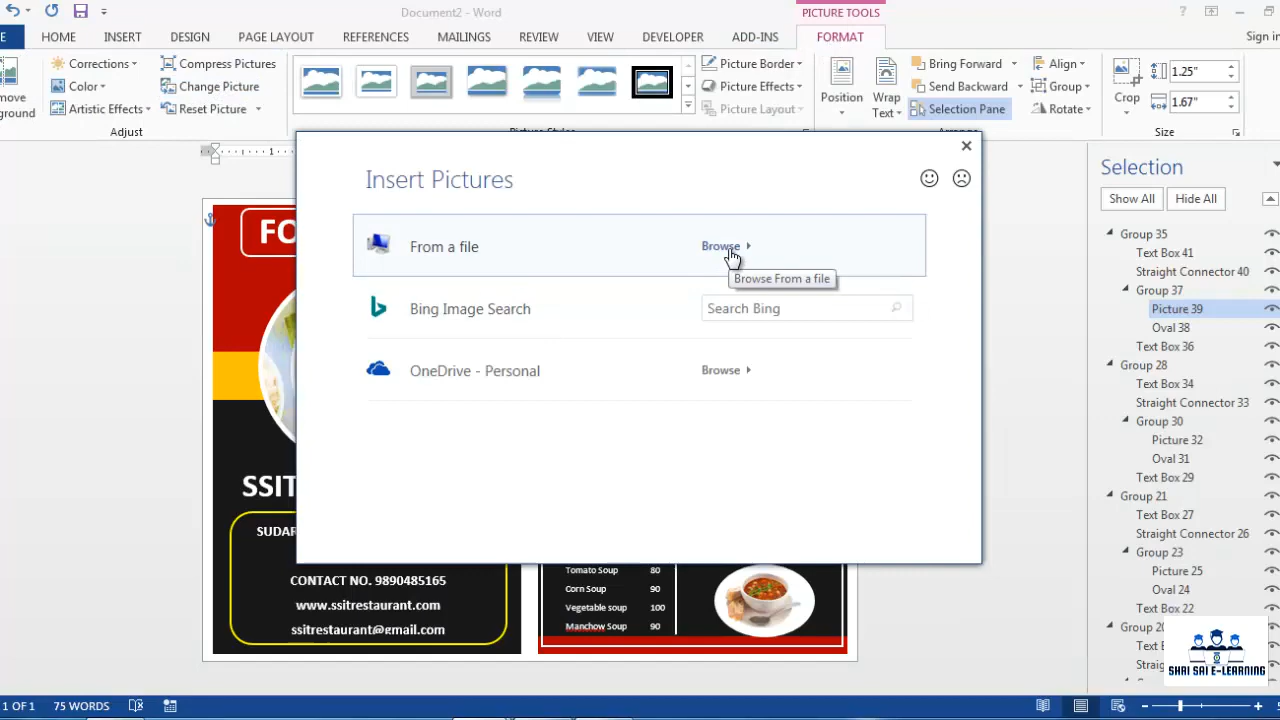 Document2 - Word
PICTURE TOOLS
Sign in
HOME INSERT DESIGN PAGE LAYOUT REFERENCES MAILINGS REVIEW VIEW DEVELOPER ADD-INS FORMAT
Corrections
Color
Artistic Effects
Compress Pictures
Change Picture
Reset Picture
Adjust
Picture Border
Picture Effects
Picture Layout
Position
Wrap
Text
Bring Forward
Send Backward
Selection Pane
Align
Group
Rotate
Crop
1.25"
1.67"
Size
Insert Pictures
From a file
Browse
Browse From a file
Bing Image Search
Search Bing
OneDrive - Personal
Browse
Selection
Show All
Hide All
Group 35
Text Box 41
Straight Connector 40
Group 37
Picture 39
Oval 38
Text Box 36
Group 28
Text Box 34
Straight Connector 33
Group 30
Picture 32
Oval 31
Text Box 29
Group 21
Text Box 27
Straight Connector 26
Group 23
Picture 25
Oval 24
Text Box 22
SSIT
CONTACT NO. 9890485165
www.ssitrestaurant.com
ssitrestaurant@gmail.com
Tomato Soup 80
Corn Soup 90
Vegetable soup 100
Manchow Soup 90
SHRI SAI E-LEARNING
1 OF 1
75 WORDS